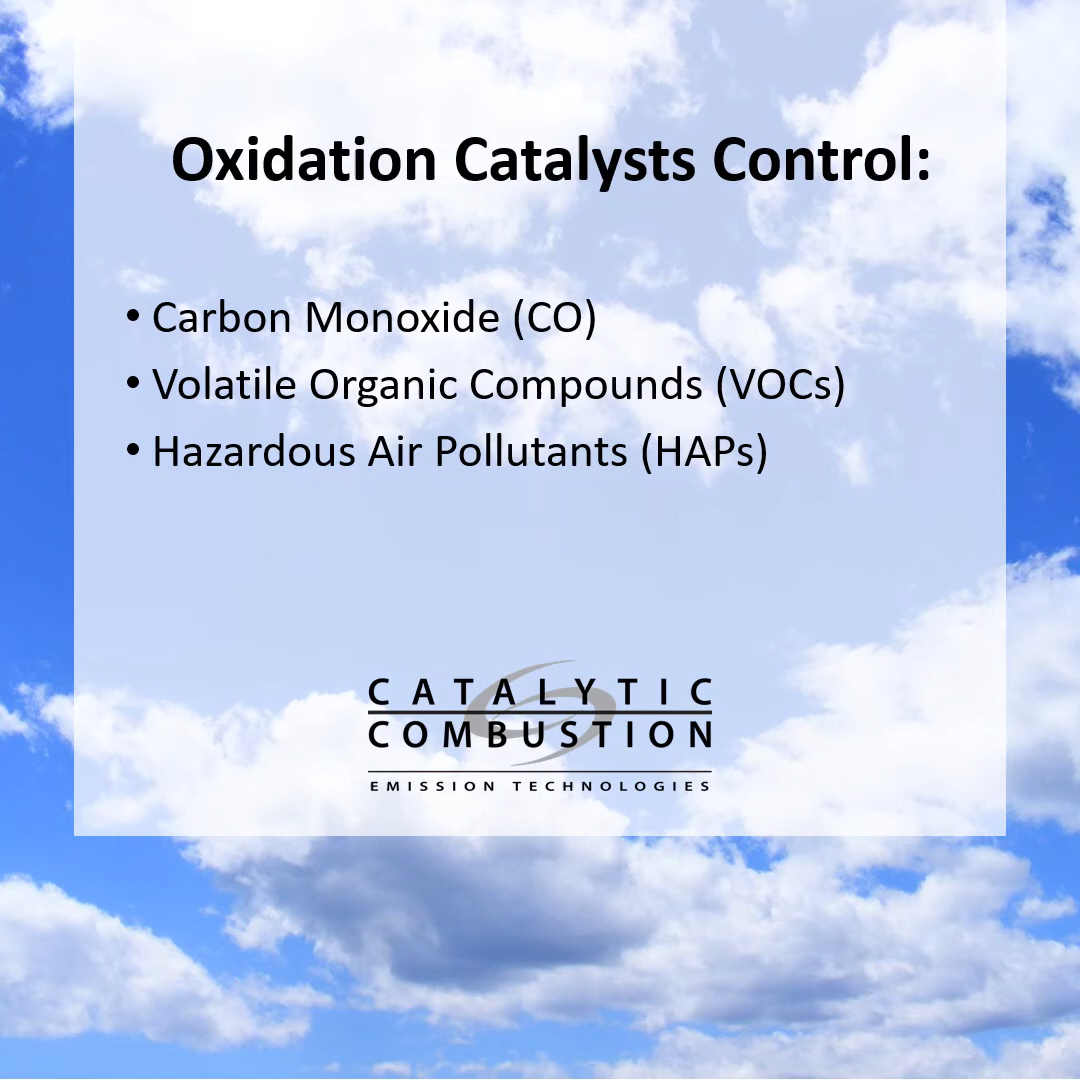 Oxidation Catalysts Control:
• Carbon Monoxide (CO)
• Volatile Organic Compounds (VOCs)
• Hazardous Air Pollutants (HAPs)
CATALYTIC
COMBUSTION
EMISSION TECHNOLOGIES